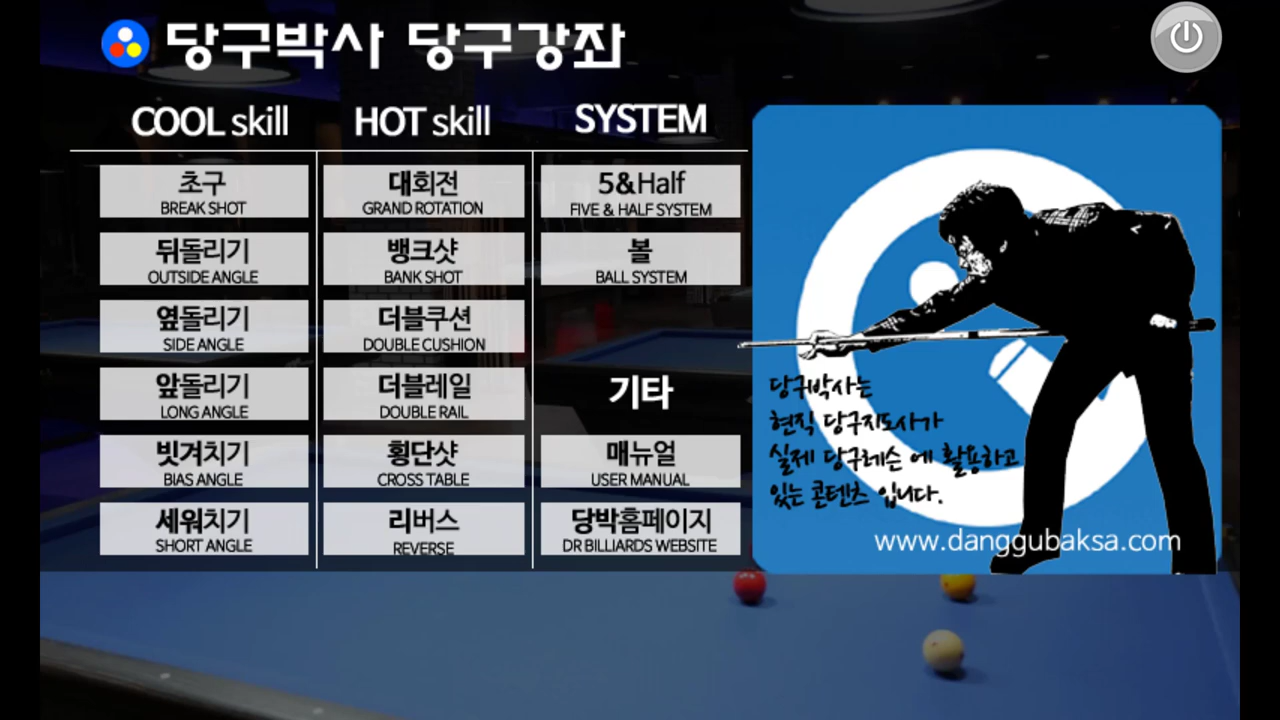 당구박사 당구강좌
COOL skill
초구
BREAK SHOT
뒤돌리기
OUTSIDE ANGLE
옆돌리기
SIDE ANGLE
앞돌리기
LONG ANGLE
빗겨치기
BIAS ANGLE
세워치기
SHORT ANGLE
HOT skill
대회전
GRAND ROTATION
뱅크샷
BANK SHOT
더블쿠션
DOUBLE CUSHION
더블레일
DOUBLE RAIL
횡단샷
CROSS TABLE
리버스
REVERSE
SYSTEM
5&Half
FIVE & HALF SYSTEM
볼
BALL SYSTEM
기타
매뉴얼
USER MANUAL
당박홈페이지
DR BILLIARDS WEBSITE
당구박사는
현직 당구지도사가
실제 당구레슨 에 활용하고
있는 콘텐츠 입니다.
www.danggubaksa.com